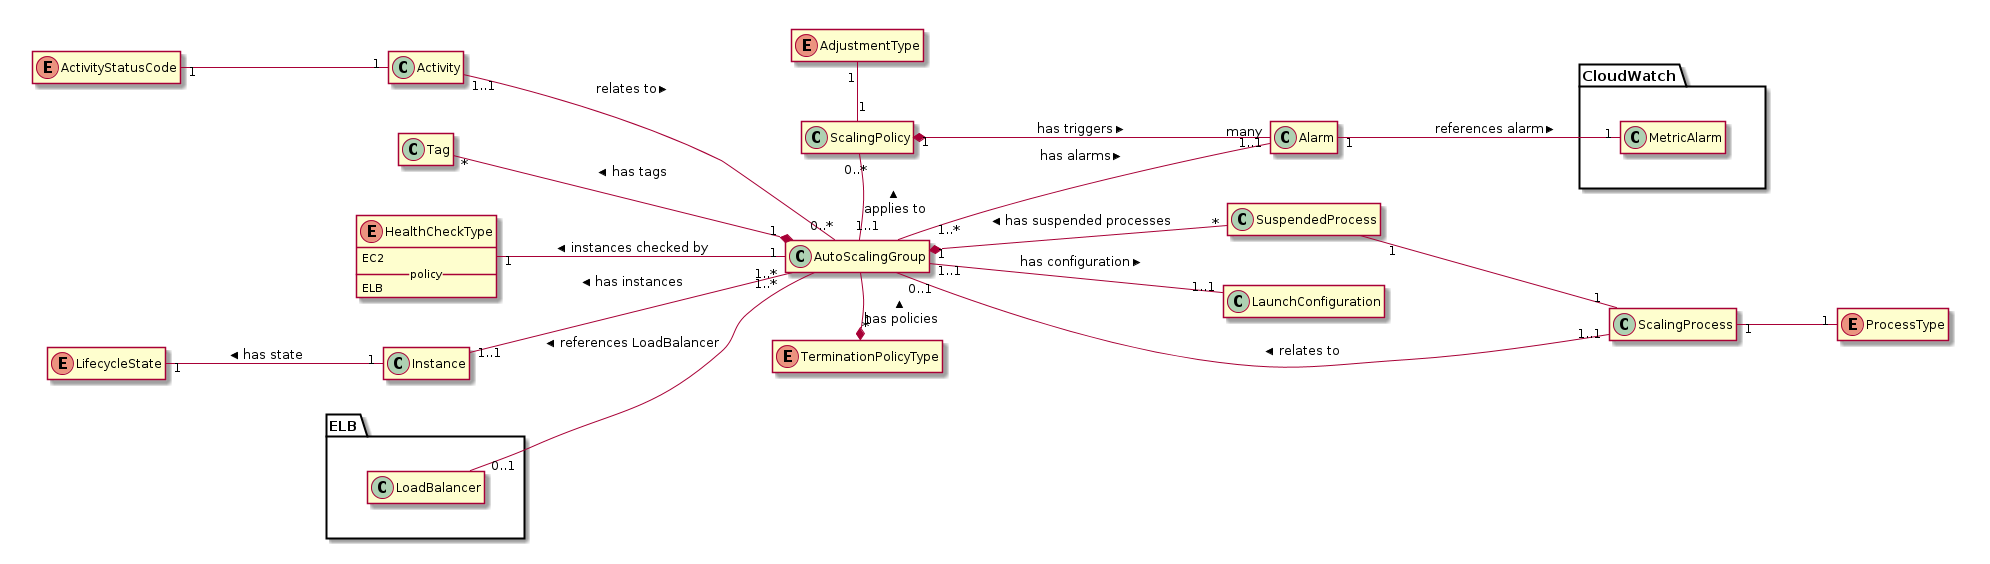 E AdjustmentType
E ActivityStatusCode
1
1
C Activity
1..1
relates to ►
1
1
CloudWatch
C ScalingPolicy
1
has triggers ►
many
1..1
C Alarm
1
references alarm ►
1
C MetricAlarm
C Tag
*
◄ has tags
has alarms ►
0..*
▲
applies to
E HealthCheckType
EC2
policy
ELB
1
◄ instances checked by
1
1
0..*
1..1
1..*
◄ has suspended processes
*
C SuspendedProcess
1
C AutoScalingGroup
1
1..1
has configuration ►
1..1
C LaunchConfiguration
◄ has instances
1..*
1..*
0..1
▲
has policies
1
*
E TerminationPolicyType
1
C ScalingProcess
1
1
E ProcessType
1..1
◄ relates to
E LifecycleState
1
◄ has state
1
C Instance
1..1
◄ references LoadBalancer
ELB
0..1
C LoadBalancer